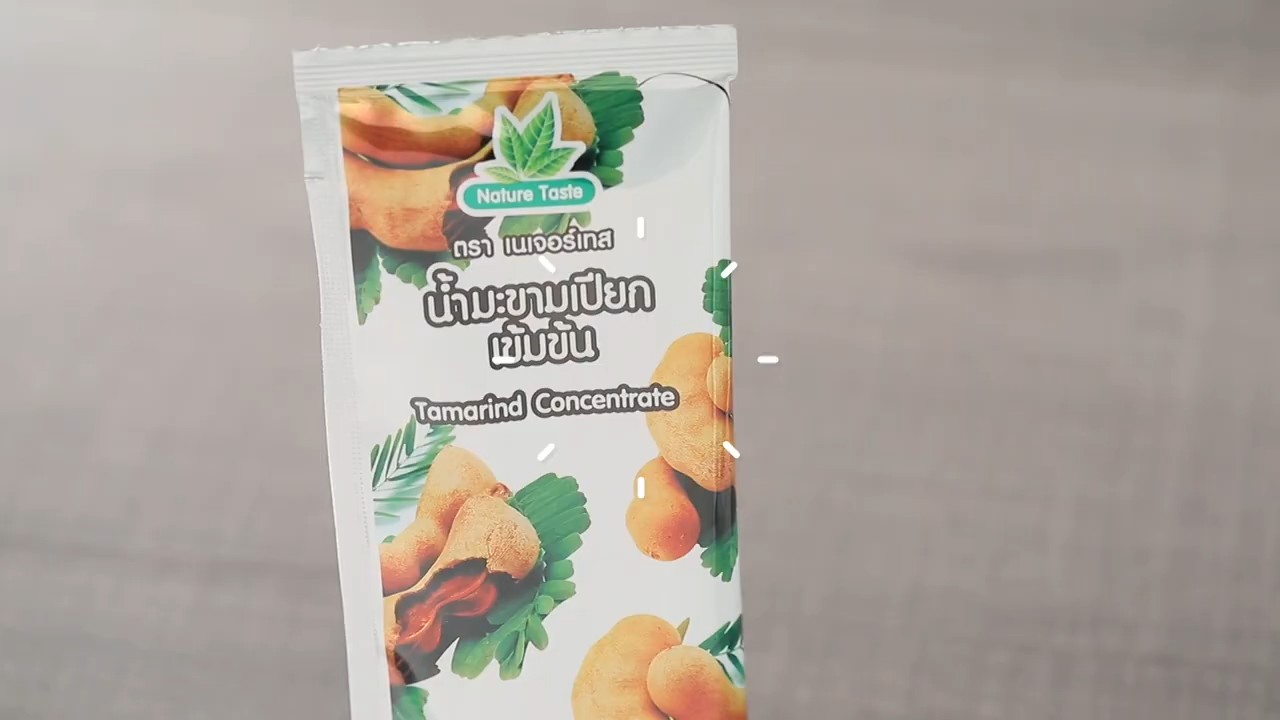 Nature Taste
ตรา เนเจอร์เทส
น้ำมะขามเปียก
เข้มข้น
Tamarind Concentrate